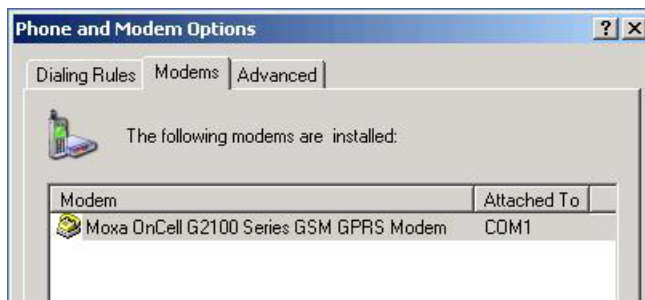 Phone and Modem Options
Dialing Rules Modems Advanced
The following modems are installed:
Modem Attached To
Moxa OnCell G2100 Series GSM GPRS Modem COM1